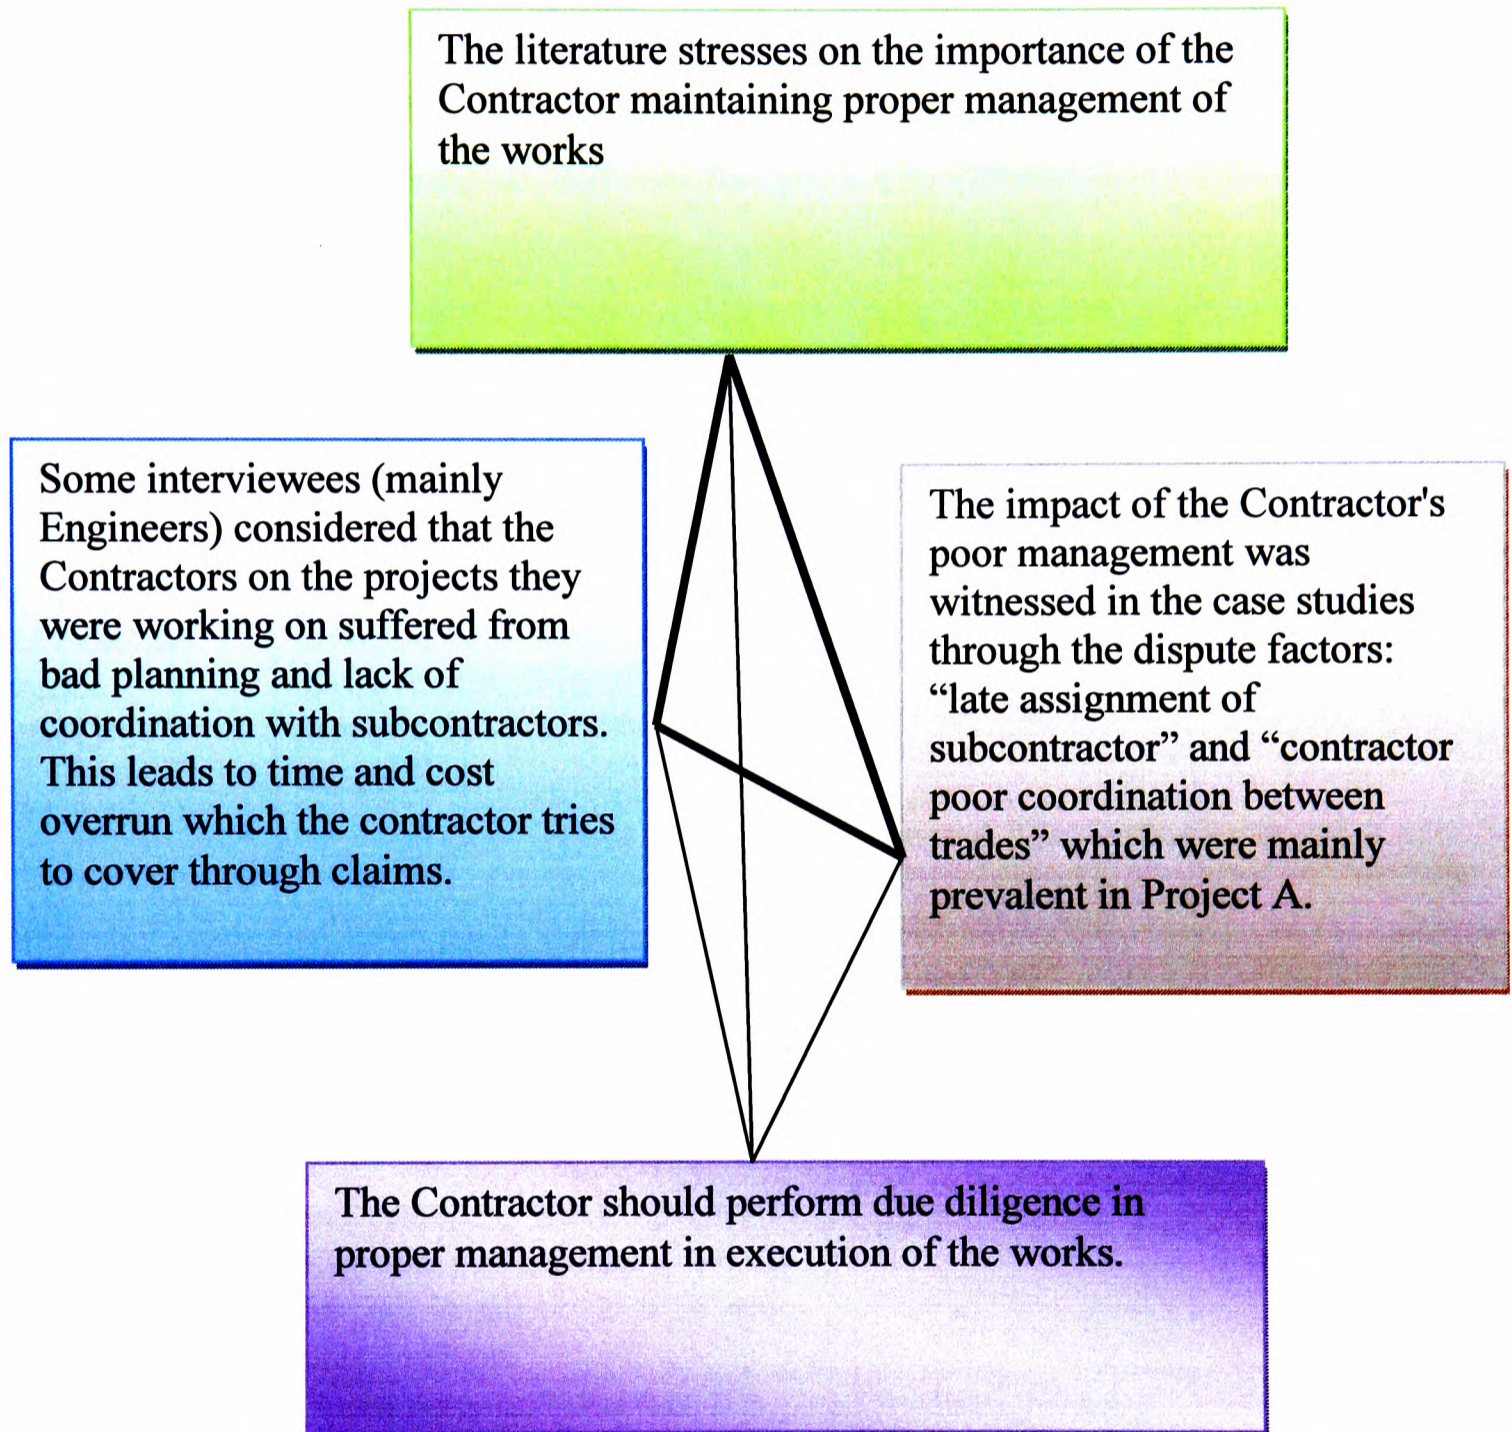 The literature stresses on the importance of the
Contractor maintaining proper management of
the works
Some interviewees (mainly
Engineers) considered that the
Contractors on the projects they
were working on suffered from
bad planning and lack of
coordination with subcontractors.
This leads to time and cost
overrun which the contractor tries
to cover through claims.
The impact of the Contractor's
poor management was
witnessed in the case studies
through the dispute factors:
“late assignment of
subcontractor” and “contractor
poor coordination between
trades” which were mainly
prevalent in Project A.
The Contractor should perform due diligence in
proper management in execution of the works.